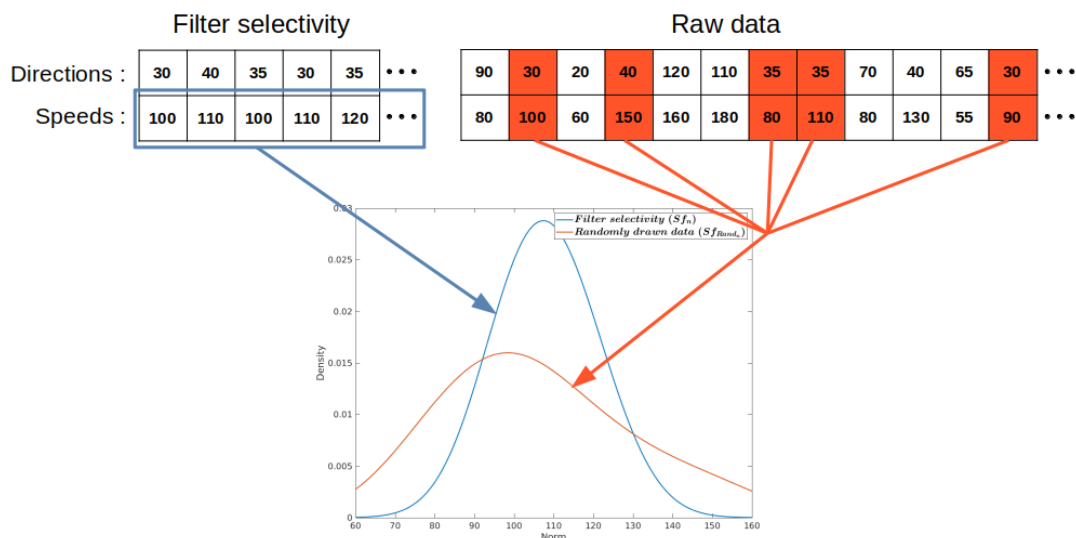 Filter selectivity
Raw data
Directions :
30 40 35 30 35 •••
90 30 20 40 120 110 35 35 70 40 65 30 •••
Speeds :
100 110 100 110 120 •••
80 100 60 150 160 180 80 110 80 130 55 90 •••
0.03
Filter selectivity (Sfn)
Randomly drawn data (SfRandn)
0.025
0.02
0.015
Density
0.01
0.005
0
60 70 80 90 100 110 120 130 140 150 160
Norm